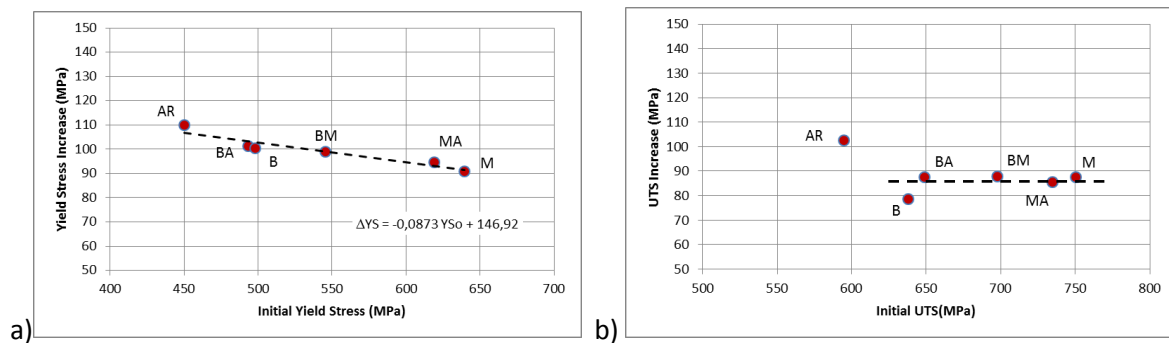 a)
Yield Stress Increase (MPa)
150
140
130
120
110
100
90
80
70
60
50
AR
BA
B
BM
MA
M
ΔYS = -0,0873 YSo + 146,92
400
450
500
550
600
650
700
Initial Yield Stress (MPa)
b)
UTS Increase (MPa)
150
140
130
120
110
100
90
80
70
60
50
AR
B
BA
BM
MA
M
500
550
600
650
700
750
800
Initial UTS(MPa)